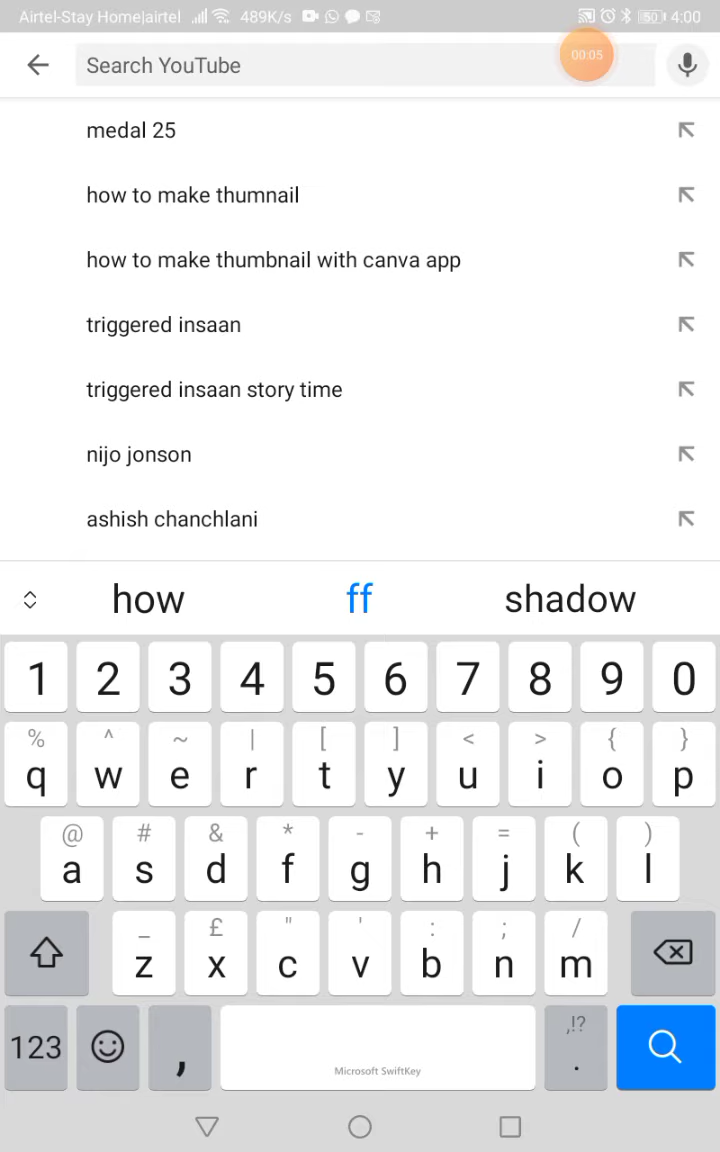 Airtel-Stay Home|airtel 489K/s 50 4:00
Search YouTube 00:05
medal 25
how to make thumnail
how to make thumbnail with canva app
triggered insaan
triggered insaan story time
nijo jonson
ashish chanchlani
how ff shadow
1 2 3 4 5 6 7 8 9 0
% ^ ~ | [ ] < > { }
q w e r t y u i o p
@ # & * - + = ( )
a s d f g h j k l
_ £ " ' : ; /
z x c v b n m
123 , ,!? .
Microsoft SwiftKey